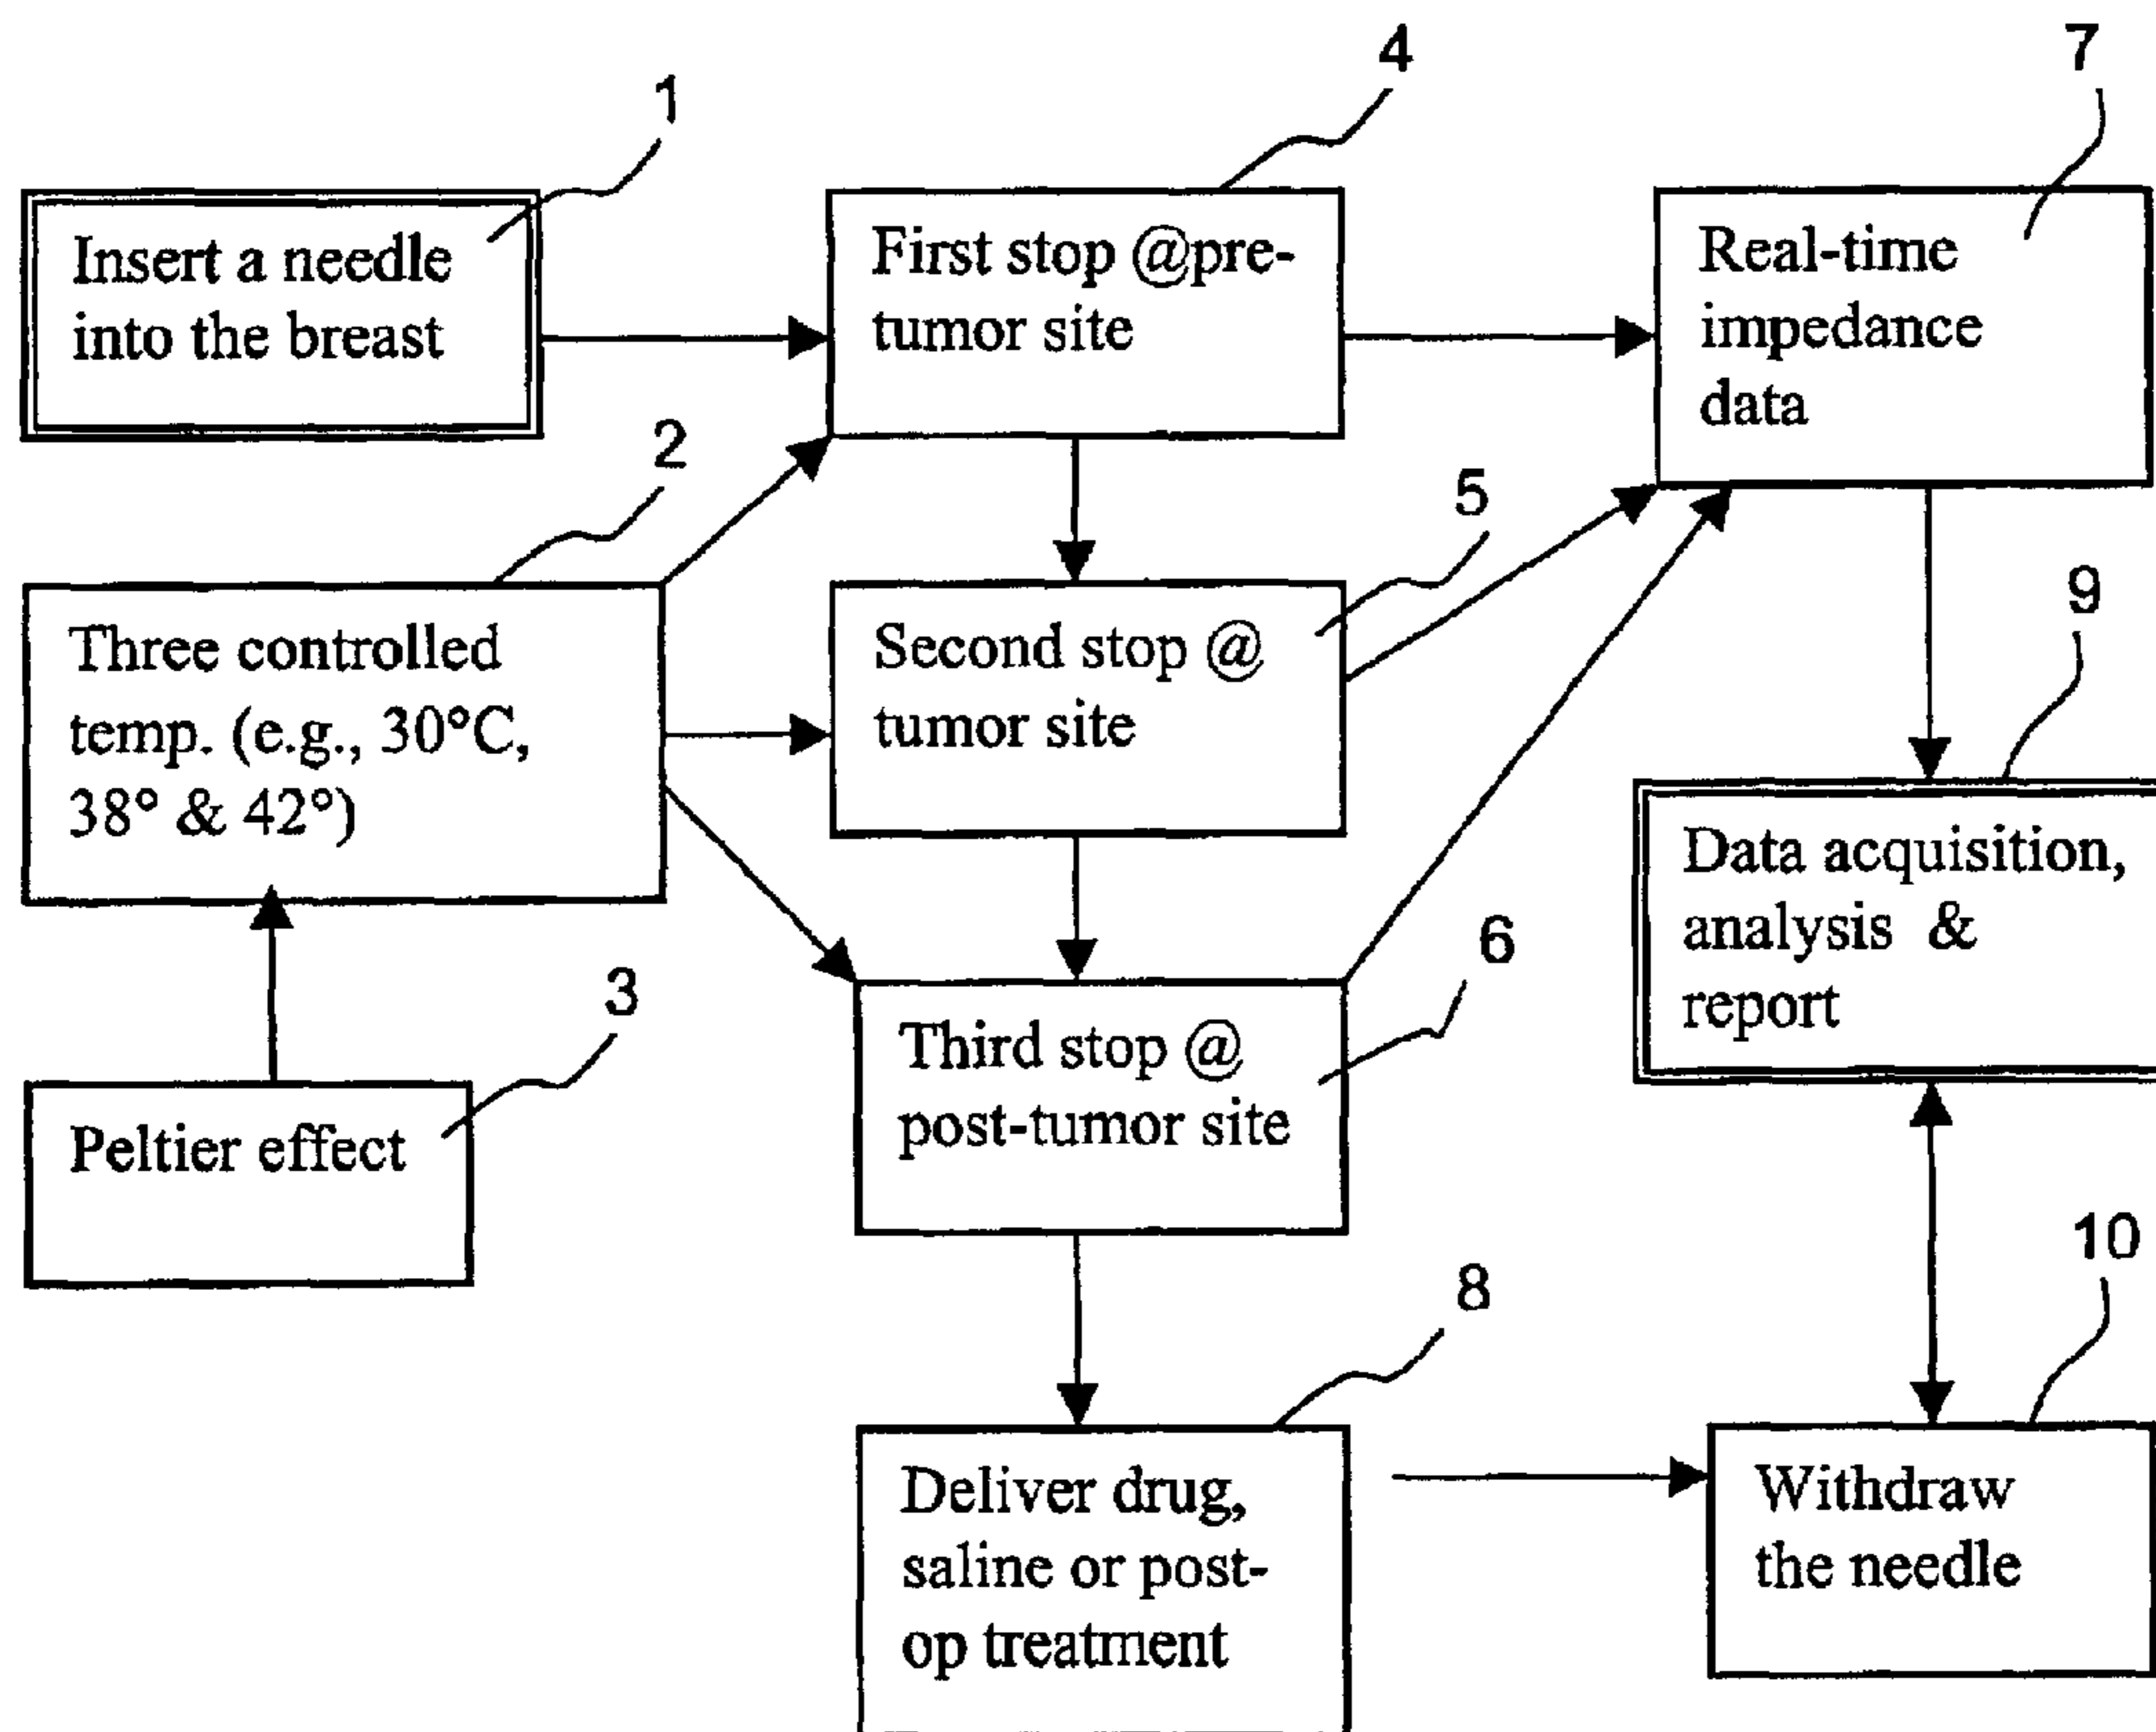 1
Insert a needle
into the breast
4
First stop @pre-
tumor site
7
Real-time
impedance
data
2
Three controlled
temp. (e.g., 30°C,
38° & 42°)
5
Second stop @
tumor site
9
Data acquisition,
analysis &
report
3
Peltier effect
6
Third stop @
post-tumor site
8
Deliver drug,
saline or post-
op treatment
10
Withdraw
the needle